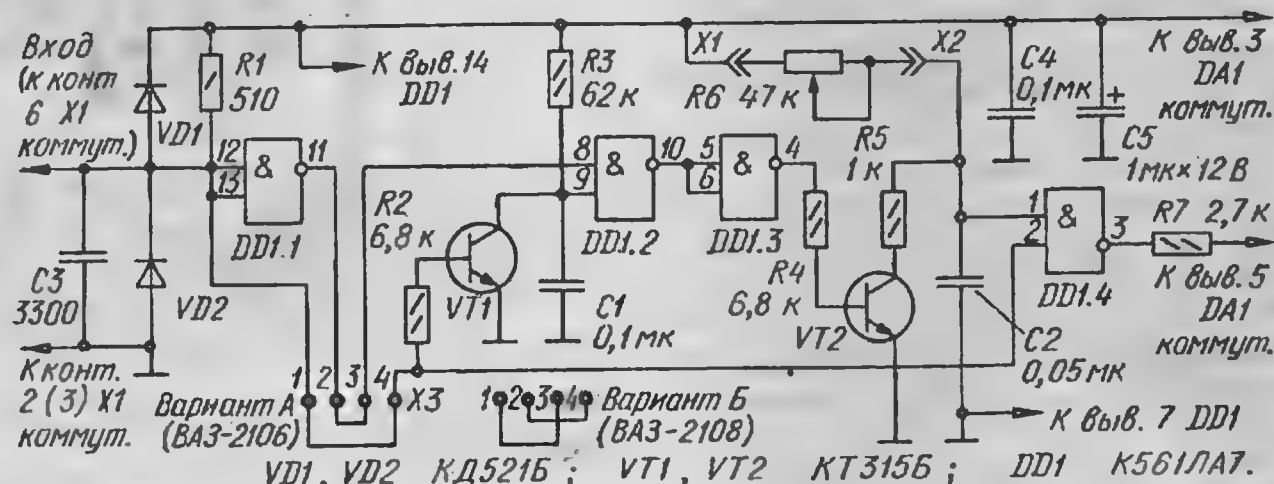 Вход
(к конт
6 X1
коммут.)
VD1
R1
510
К выв. 14
DD1
R3
62 к
X1
X2
R6 47 к
C4
0,1мк
К выв. 3
DA1
коммут.
+
C5
1мк×12 В
12
13
&
11
DD1.1
C3
3300
VD2
R2
6,8 к
VT1
8
9
&
10
DD1.2
5
6
&
4
DD1.3
R5
1 к
R4
6,8 к
VT2
C1
0,1мк
1
2
&
3
DD1.4
R7 2,7 к
К выв. 5
DA1
коммут.
C2
0,05мк
К конт.
2 (3) X1
коммут.
1 2 3 4 X3
Вариант А
(ВАЗ-2106)
1 2 3 4 Вариант Б
(ВАЗ-2108)
К выв. 7 DD1
VD1, VD2 КД521Б; VT1, VT2 КТ315Б; DD1 К561ЛА7.